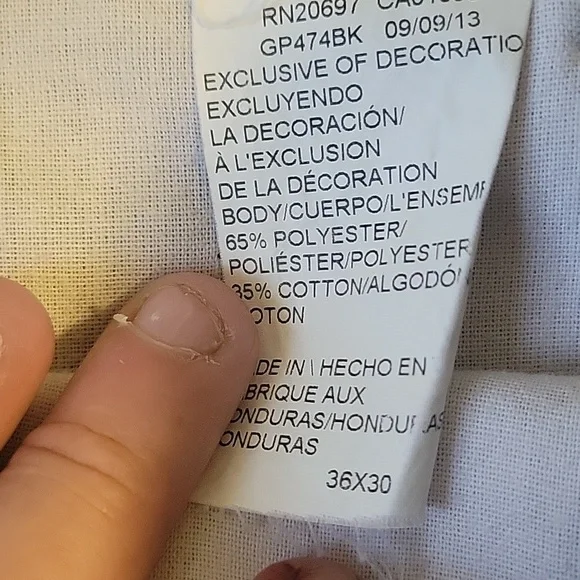 RN20697
GP474BK 09/09/13
EXCLUSIVE OF DECORATIO
EXCLUYENDO
LA DECORACIÓN/
À L'EXCLUSION
DE LA DÉCORATION
BODY/CUERPO/L'ENSEM
65% POLYESTER/
POLIÉSTER/POLYESTER
35% COTTON/ALGODÓN
OTON
DE IN \ HECHO EN
BRIQUE AUX
ONDURAS/HONDURAS
ONDURAS
36X30